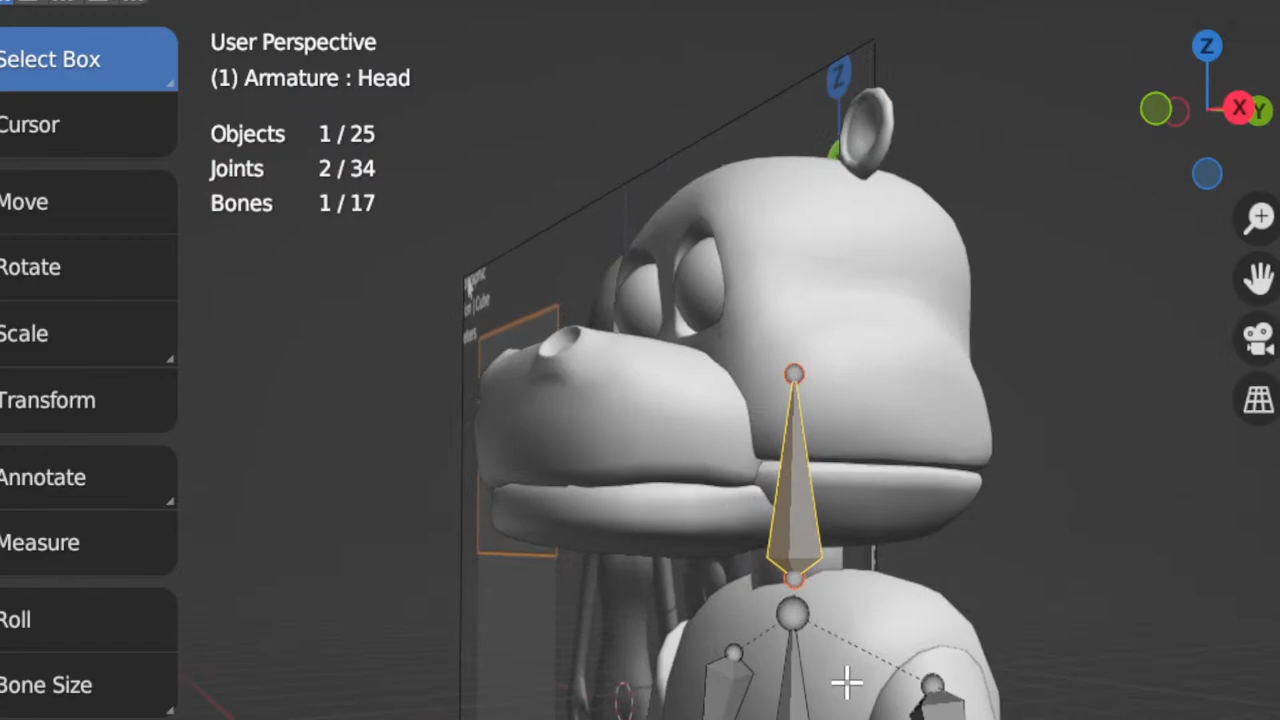 Select Box
Cursor
Move
Rotate
Scale
Transform
Annotate
Measure
Roll
Bone Size
User Perspective
(1) Armature : Head
Objects 1 / 25
Joints 2 / 34
Bones 1 / 17
Z
Z
X
Y